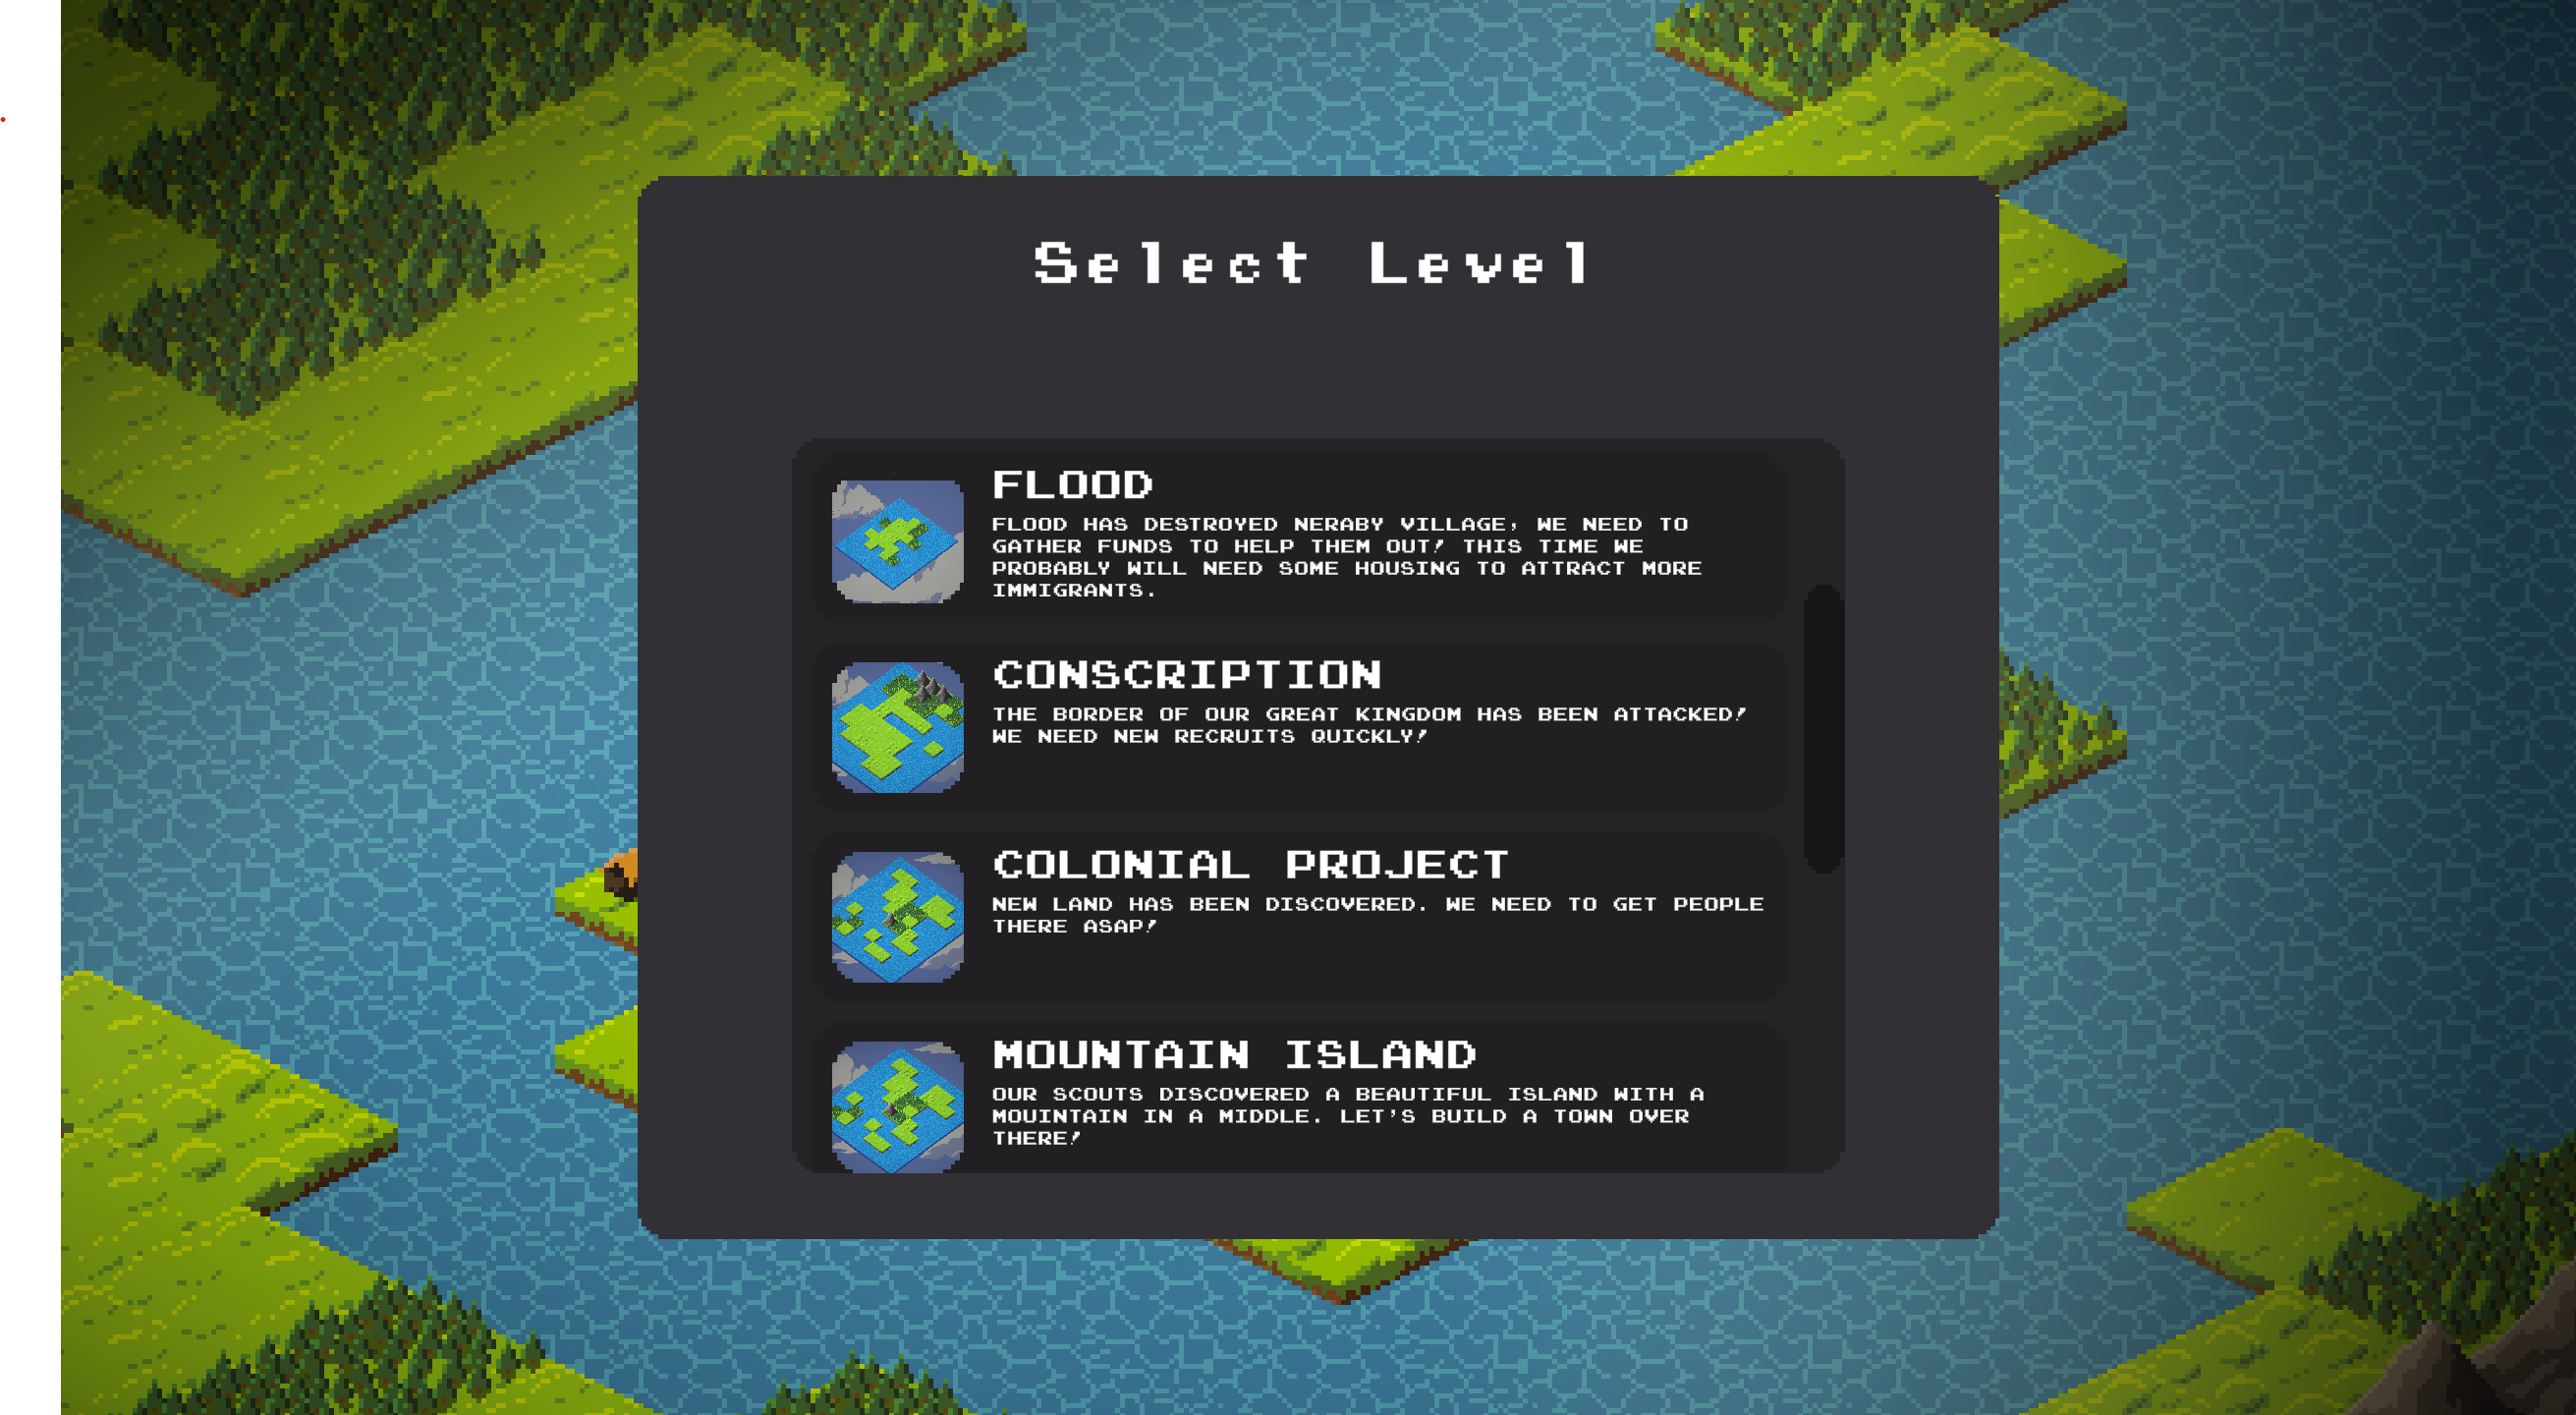 Select Level
FLOOD
FLOOD HAS DESTROYED NERABY VILLAGE, WE NEED TO
GATHER FUNDS TO HELP THEM OUT! THIS TIME WE
PROBABLY WILL NEED SOME HOUSING TO ATTRACT MORE
IMMIGRANTS.
CONSCRIPTION
THE BORDER OF OUR GREAT KINGDOM HAS BEEN ATTACKED!
WE NEED NEW RECRUITS QUICKLY!
COLONIAL PROJECT
NEW LAND HAS BEEN DISCOVERED. WE NEED TO GET PEOPLE
THERE ASAP!
MOUNTAIN ISLAND
OUR SCOUTS DISCOVERED A BEAUTIFUL ISLAND WITH A
MOUINTAIN IN A MIDDLE. LET'S BUILD A TOWN OVER
THERE!